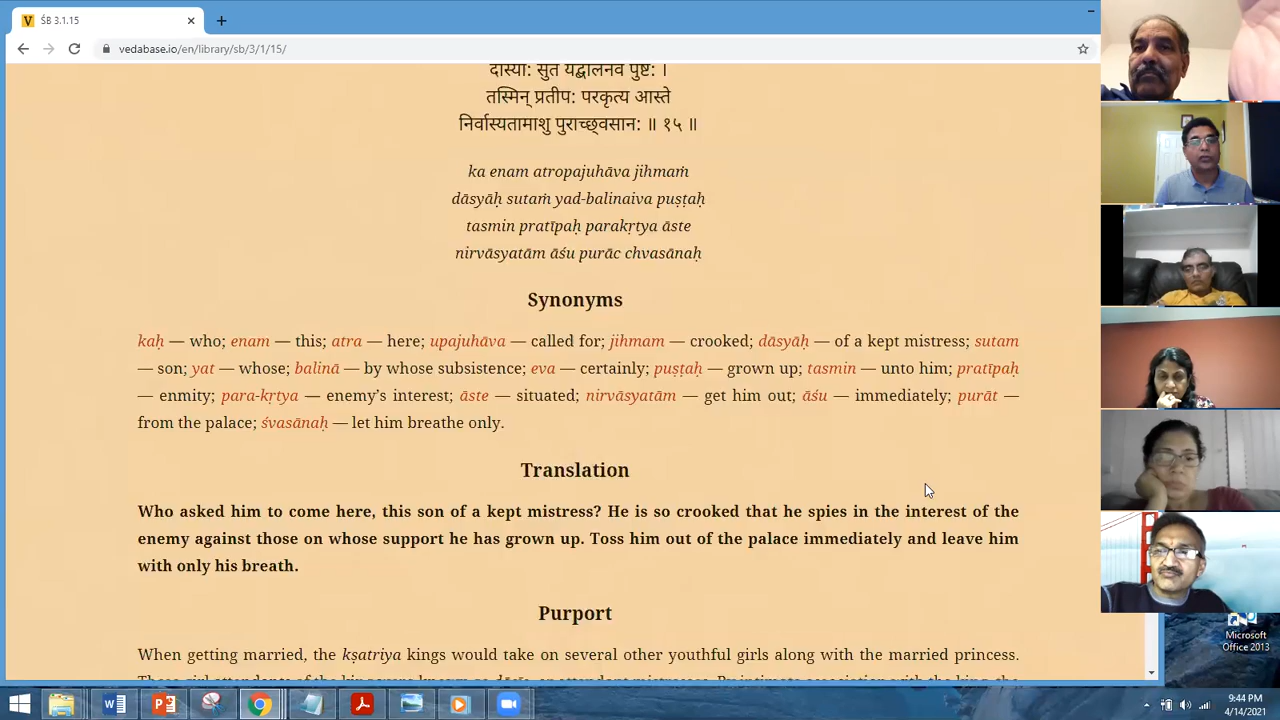 ŚB 3.1.15
vedabase.io/en/library/sb/3/1/15/
दास्या: सुतं यद्बलिनैव पुष्ट: ।
तस्मिन् प्रतीप: परकृत्य आस्ते
निर्वास्यतामाशु पुराच्छ्वसान: ॥ १५ ॥
ka enam atropajuhāva jihmaṁ
dāsyāḥ sutaṁ yad-balinaiva puṣṭaḥ
tasmin pratīpaḥ parakṛtya āste
nirvāsyatām āśu purāc chvasānaḥ
Synonyms
kaḥ — who; enam — this; atra — here; upajuhāva — called for; jihmam — crooked; dāsyāḥ — of a kept mistress; sutam
— son; yat — whose; balinā — by whose subsistence; eva — certainly; puṣṭaḥ — grown up; tasmin — unto him; pratīpaḥ
— enmity; para-kṛtya — enemy’s interest; āste — situated; nirvāsyatām — get him out; āśu — immediately; purāt —
from the palace; śvasānaḥ — let him breathe only.
Translation
Who asked him to come here, this son of a kept mistress? He is so crooked that he spies in the interest of the
enemy against those on whose support he has grown up. Toss him out of the palace immediately and leave him
with only his breath.
Purport
When getting married, the kṣatriya kings would take on several other youthful girls along with the married princess.
Microsoft
Office 2013
9:44 PM
4/14/2021